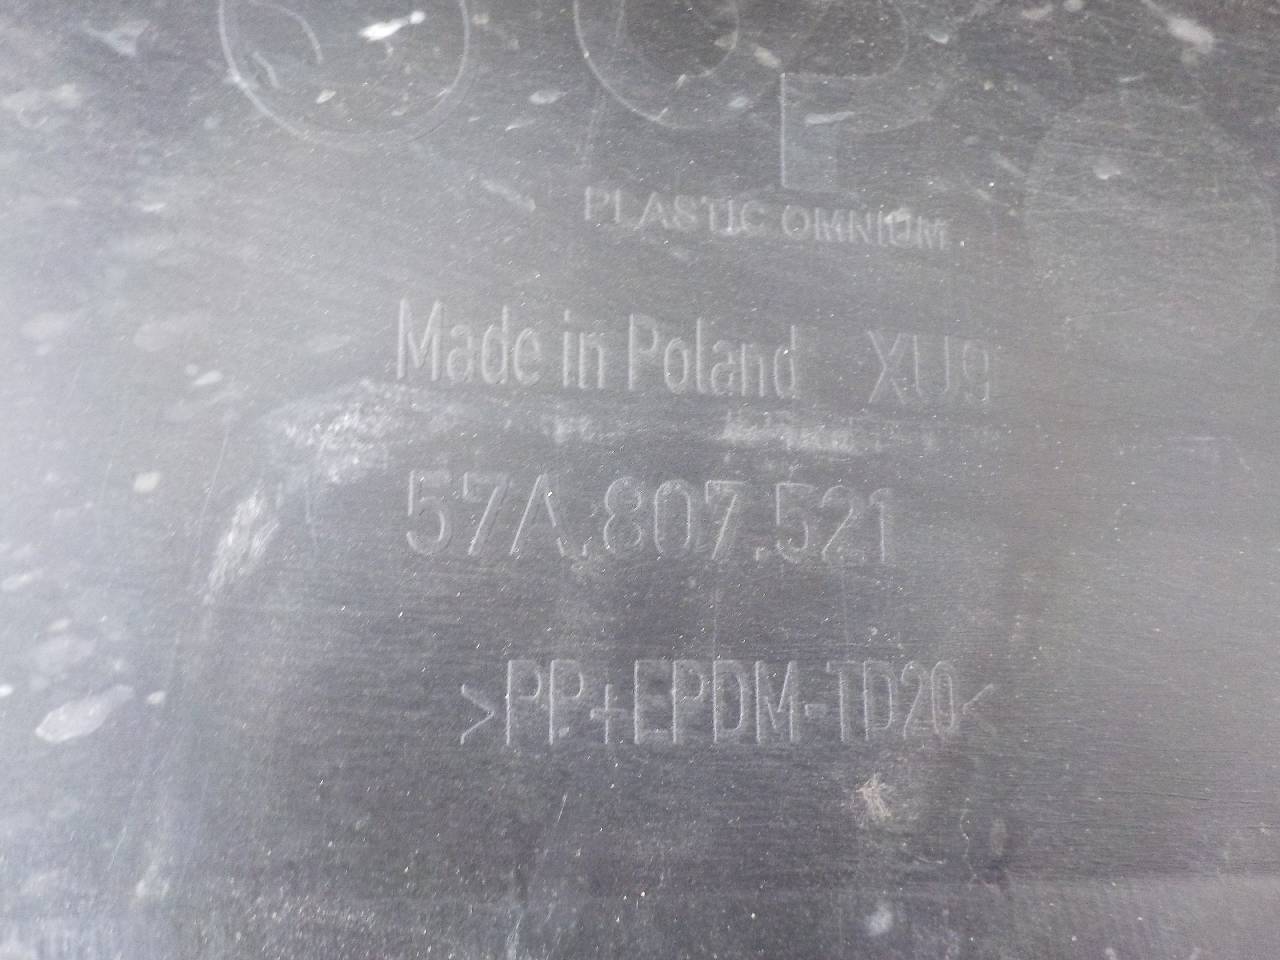 PLASTIC OMNIUM
Made in Poland XU9
57A.807.521
>PP+EPDM-TD20<